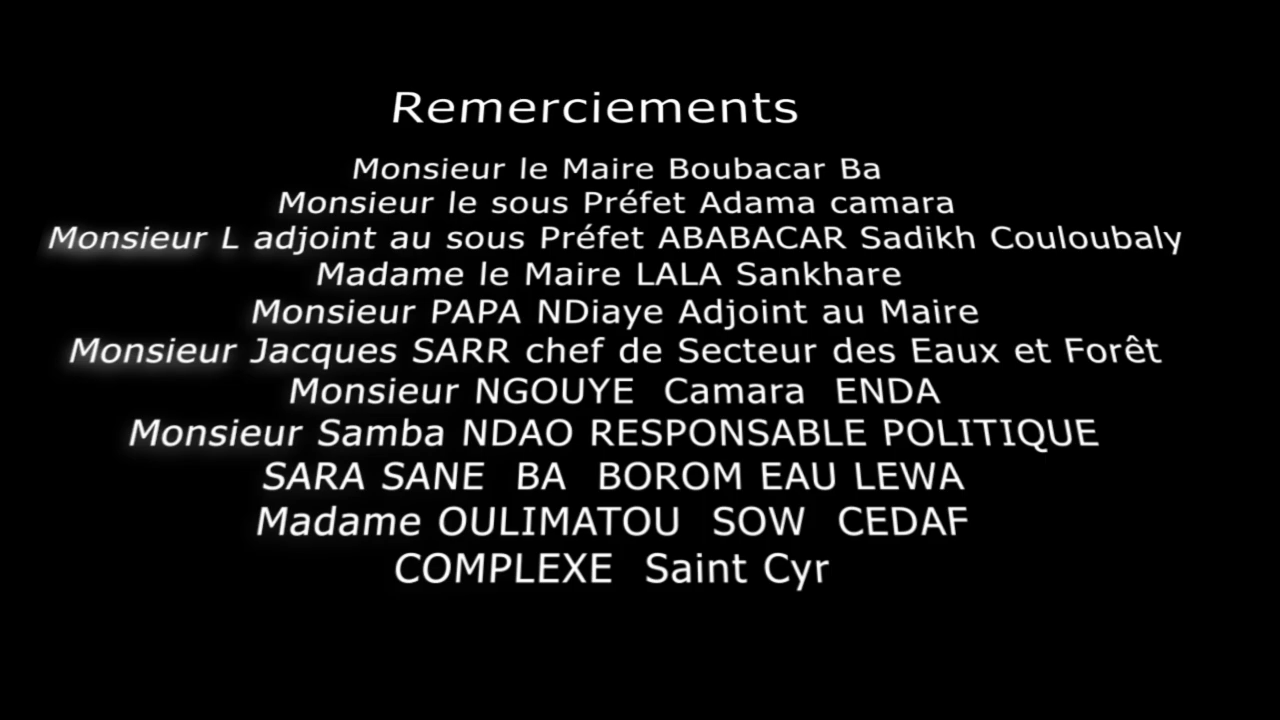 Remerciements
Monsieur le Maire Boubacar Ba
Monsieur le sous Préfet Adama camara
Monsieur L adjoint au sous Préfet ABABACAR Sadikh Couloubaly
Madame le Maire LALA Sankhare
Monsieur PAPA NDiaye Adjoint au Maire
Monsieur Jacques SARR chef de Secteur des Eaux et Forêt
Monsieur NGOUYE Camara ENDA
Monsieur Samba NDAO RESPONSABLE POLITIQUE
SARA SANE BA BOROM EAU LEWA
Madame OULIMATOU SOW CEDAF
COMPLEXE Saint Cyr